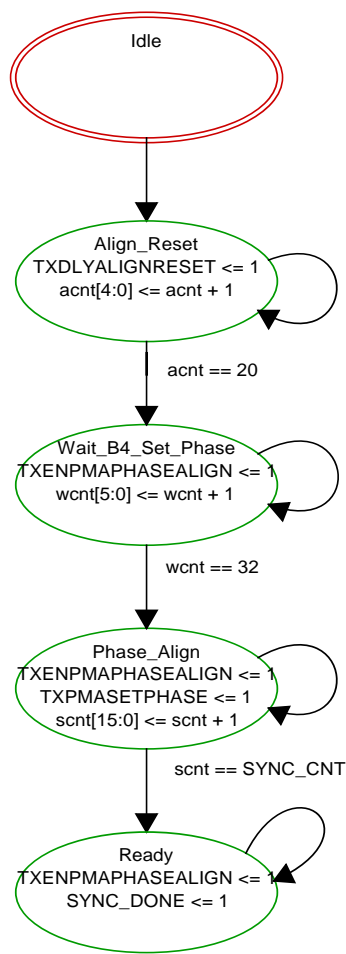 Idle
Align_Reset
TXDLYALIGNRESET <= 1
acnt[4:0] <= acnt + 1
acnt == 20
Wait_B4_Set_Phase
TXENPMAPHASEALIGN <= 1
wcnt[5:0] <= wcnt + 1
wcnt == 32
Phase_Align
TXENPMAPHASEALIGN <= 1
TXPMASETPHASE <= 1
scnt[15:0] <= scnt + 1
scnt == SYNC_CNT
Ready
TXENPMAPHASEALIGN <= 1
SYNC_DONE <= 1